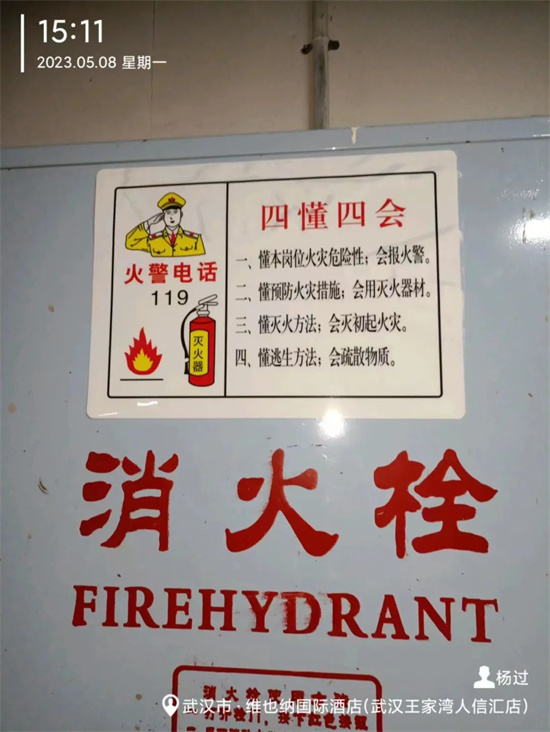 15:11
2023.05.08 星期一
四懂四会
火警电话
119
灭火器
一、懂本岗位火灾危险性；会报火警。
二、懂预防火灾措施；会用灭火器材。
三、懂灭火方法；会灭初起火灾。
四、懂逃生方法；会疏散物质。
消火栓
FIREHYDRANT
杨过
武汉市·维也纳国际酒店(武汉王家湾人信汇店)